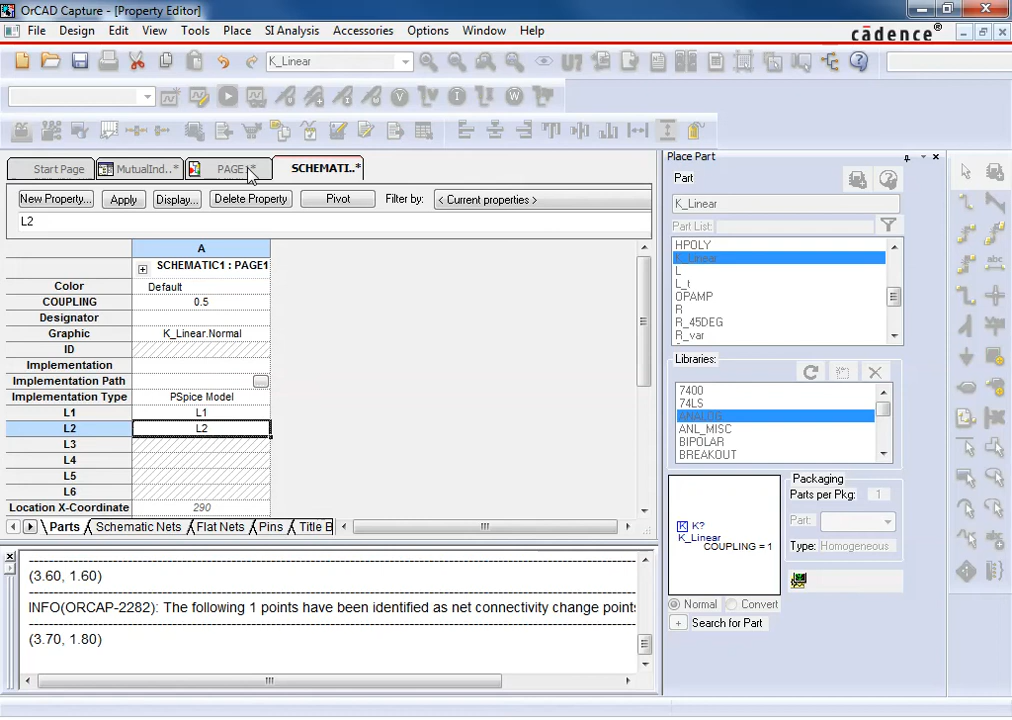 OrCAD Capture - [Property Editor]
File Design Edit View Tools Place SI Analysis Accessories Options Window Help
cādence®
K_Linear U?
V V I I W
Start Page MutualInd..* PAGE1* SCHEMATI..*
Place Part
New Property... Apply Display... Delete Property Pivot Filter by: < Current properties >
L2
A
SCHEMATIC1 : PAGE1
Color Default
COUPLING 0.5
Designator
Graphic K_Linear.Normal
ID
Implementation
Implementation Path
Implementation Type PSpice Model
L1 L1
L2 L2
L3
L4
L5
L6
Location X-Coordinate 290
Parts Schematic Nets Flat Nets Pins Title B
(3.60, 1.60)
INFO(ORCAP-2282): The following 1 points have been identified as net connectivity change point
(3.70, 1.80)
Part
K_Linear
Part List:
HPOLY
K_Linear
L
L_t
OPAMP
R
R_45DEG
R_var
Libraries:
7400
74LS
ANALOG
ANL_MISC
BIPOLAR
BREAKOUT
K K?
K_Linear
COUPLING = 1
Packaging
Parts per Pkg: 1
Part:
Type: Homogeneous
Normal Convert
+ Search for Part
abc